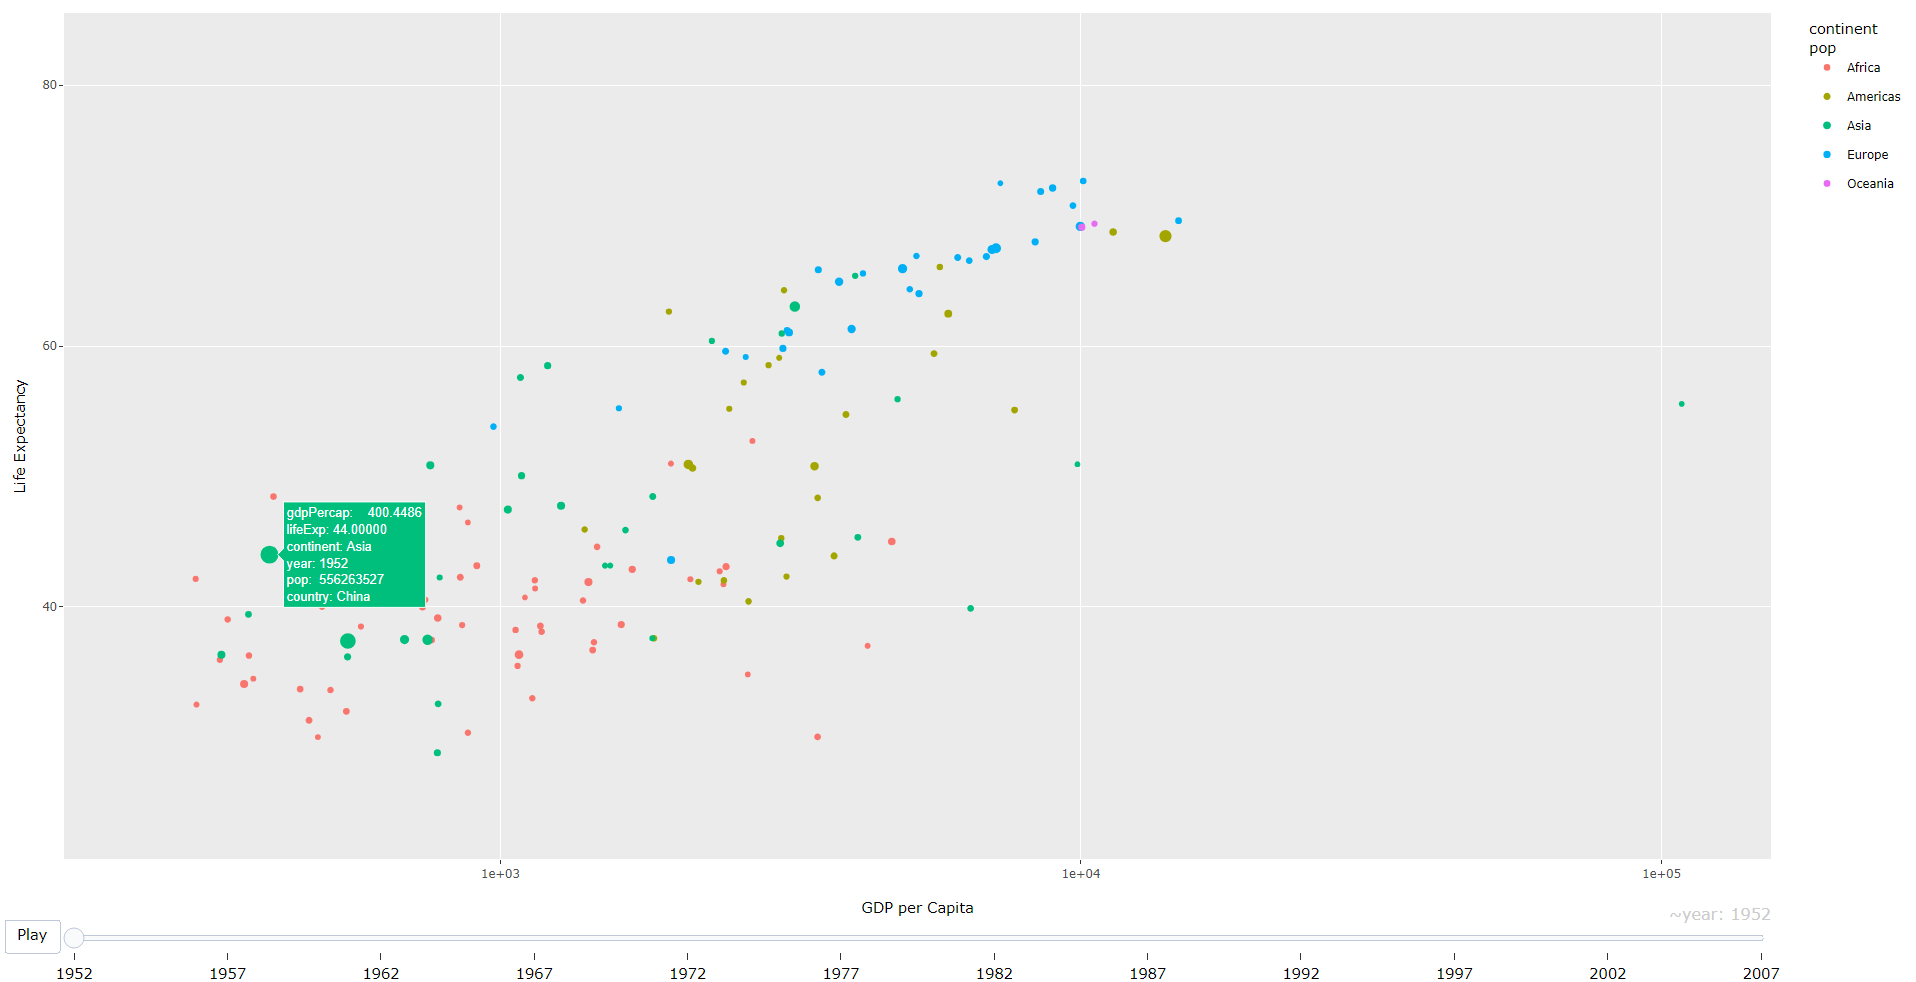 continent
pop
Africa
Americas
Asia
Europe
Oceania
80
60
40
Life Expectancy
gdpPercap: 400.4486
lifeExp: 44.00000
continent: Asia
year: 1952
pop: 556263527
country: China
1e+03 1e+04 1e+05
GDP per Capita
~year: 1952
Play
1952 1957 1962 1967 1972 1977 1982 1987 1992 1997 2002 2007